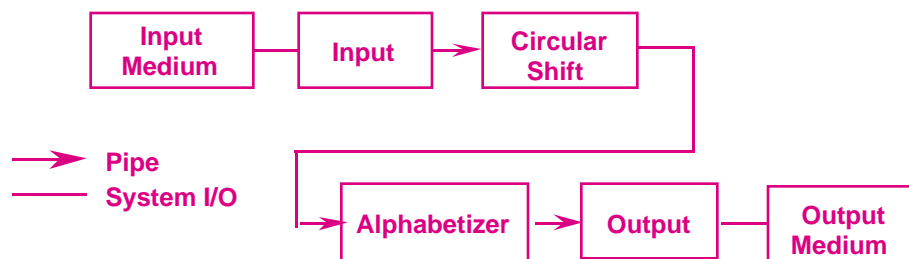 Input
Medium
Input
Circular
Shift
Pipe
System I/O
Alphabetizer
Output
Output
Medium